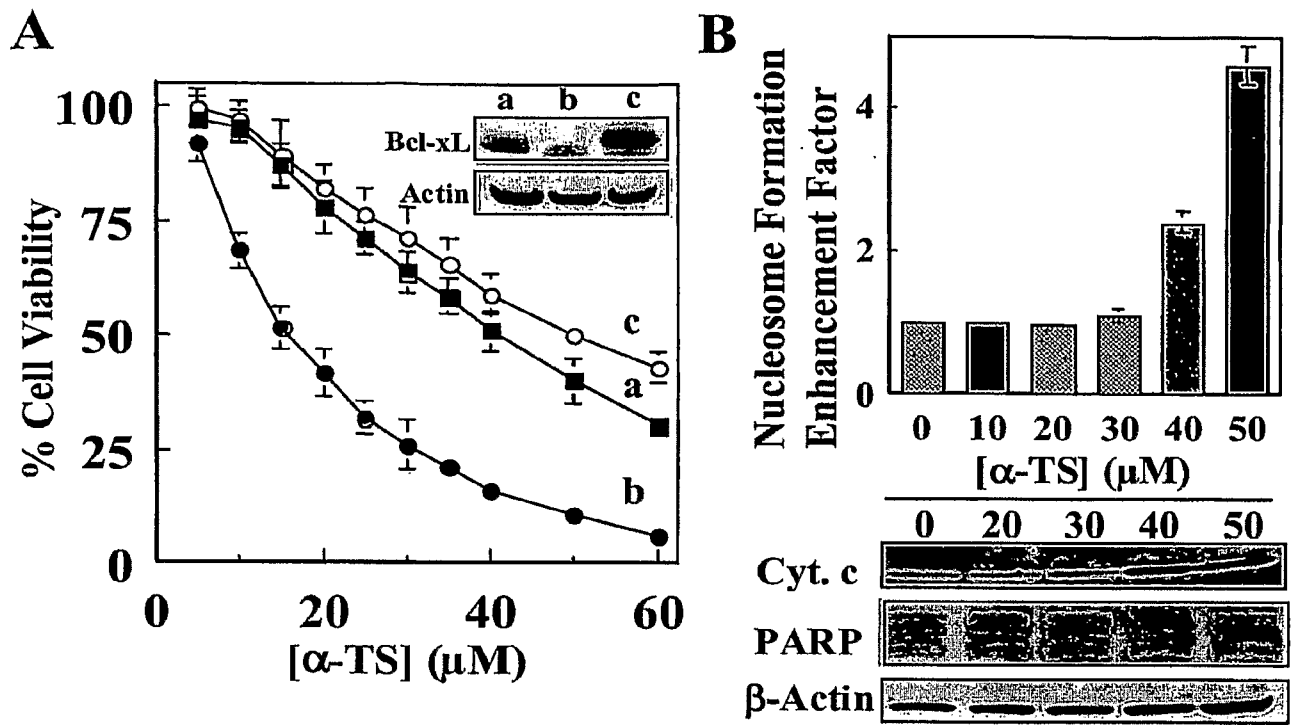 A
100
75
50
25
0
% Cell Viability
0 20 40 60
[α-TS] (μM)
a b c
Bcl-xL
Actin
c
a
b
B
Nucleosome Formation
Enhancement Factor
4
2
0
0 10 20 30 40 50
[α-TS] (μM)
0 20 30 40 50
Cyt. c
PARP
β-Actin